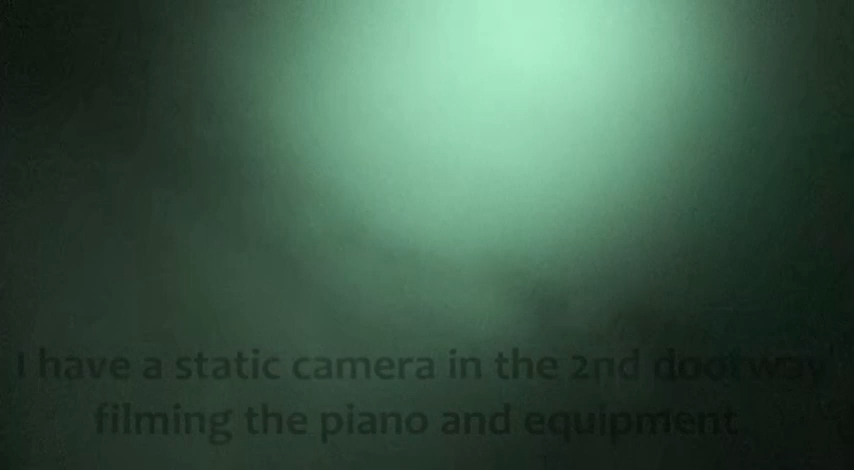 I have a static camera in the 2nd doorway
filming the piano and equipment